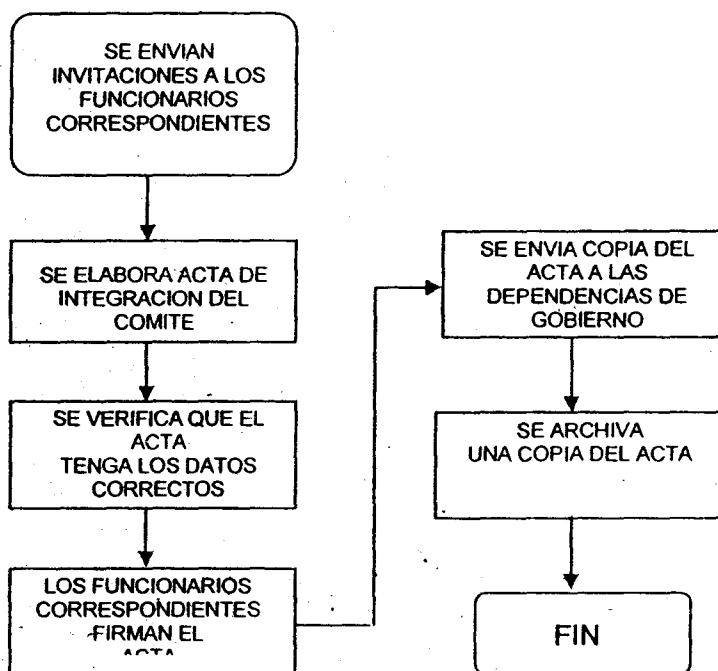 SE ENVIAN
INVITACIONES A LOS
FUNCIONARIOS
CORRESPONDIENTES
SE ELABORA ACTA DE
INTEGRACION DEL
COMITE
SE VERIFICA QUE EL
ACTA
TENGA LOS DATOS
CORRECTOS
LOS FUNCIONARIOS
CORRESPONDIENTES
FIRMAN EL
ACTA
SE ENVIA COPIA DEL
ACTA A LAS
DEPENDENCIAS DE
GOBIERNO
SE ARCHIVA
UNA COPIA DEL ACTA
FIN